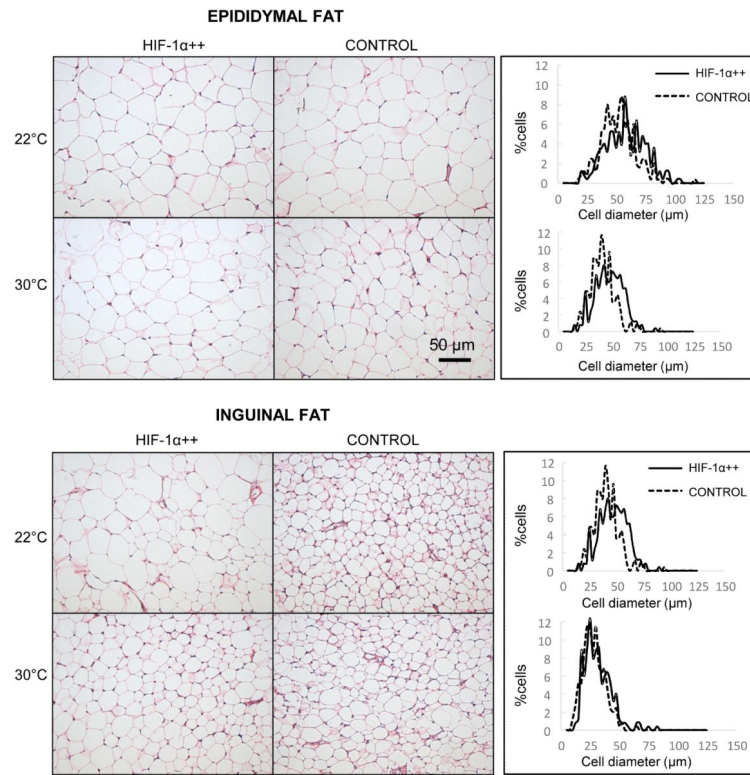 EPIDIDYMAL FAT
HIF-1α++ CONTROL
22°C
30°C
50 µm
12
10
8
6
4
2
0
%cells
HIF-1α++
CONTROL
0 25 50 75 100 125 150
Cell diameter (µm)
12
10
8
6
4
2
0
%cells
0 25 50 75 100 125 150
Cell diameter (µm)
INGUINAL FAT
HIF-1α++ CONTROL
22°C
30°C
12
10
8
6
4
2
0
%cells
HIF-1α++
CONTROL
0 25 50 75 100 125 150
Cell diameter (µm)
12
10
8
6
4
2
0
%cells
0 25 50 75 100 125 150
Cell diameter (µm)